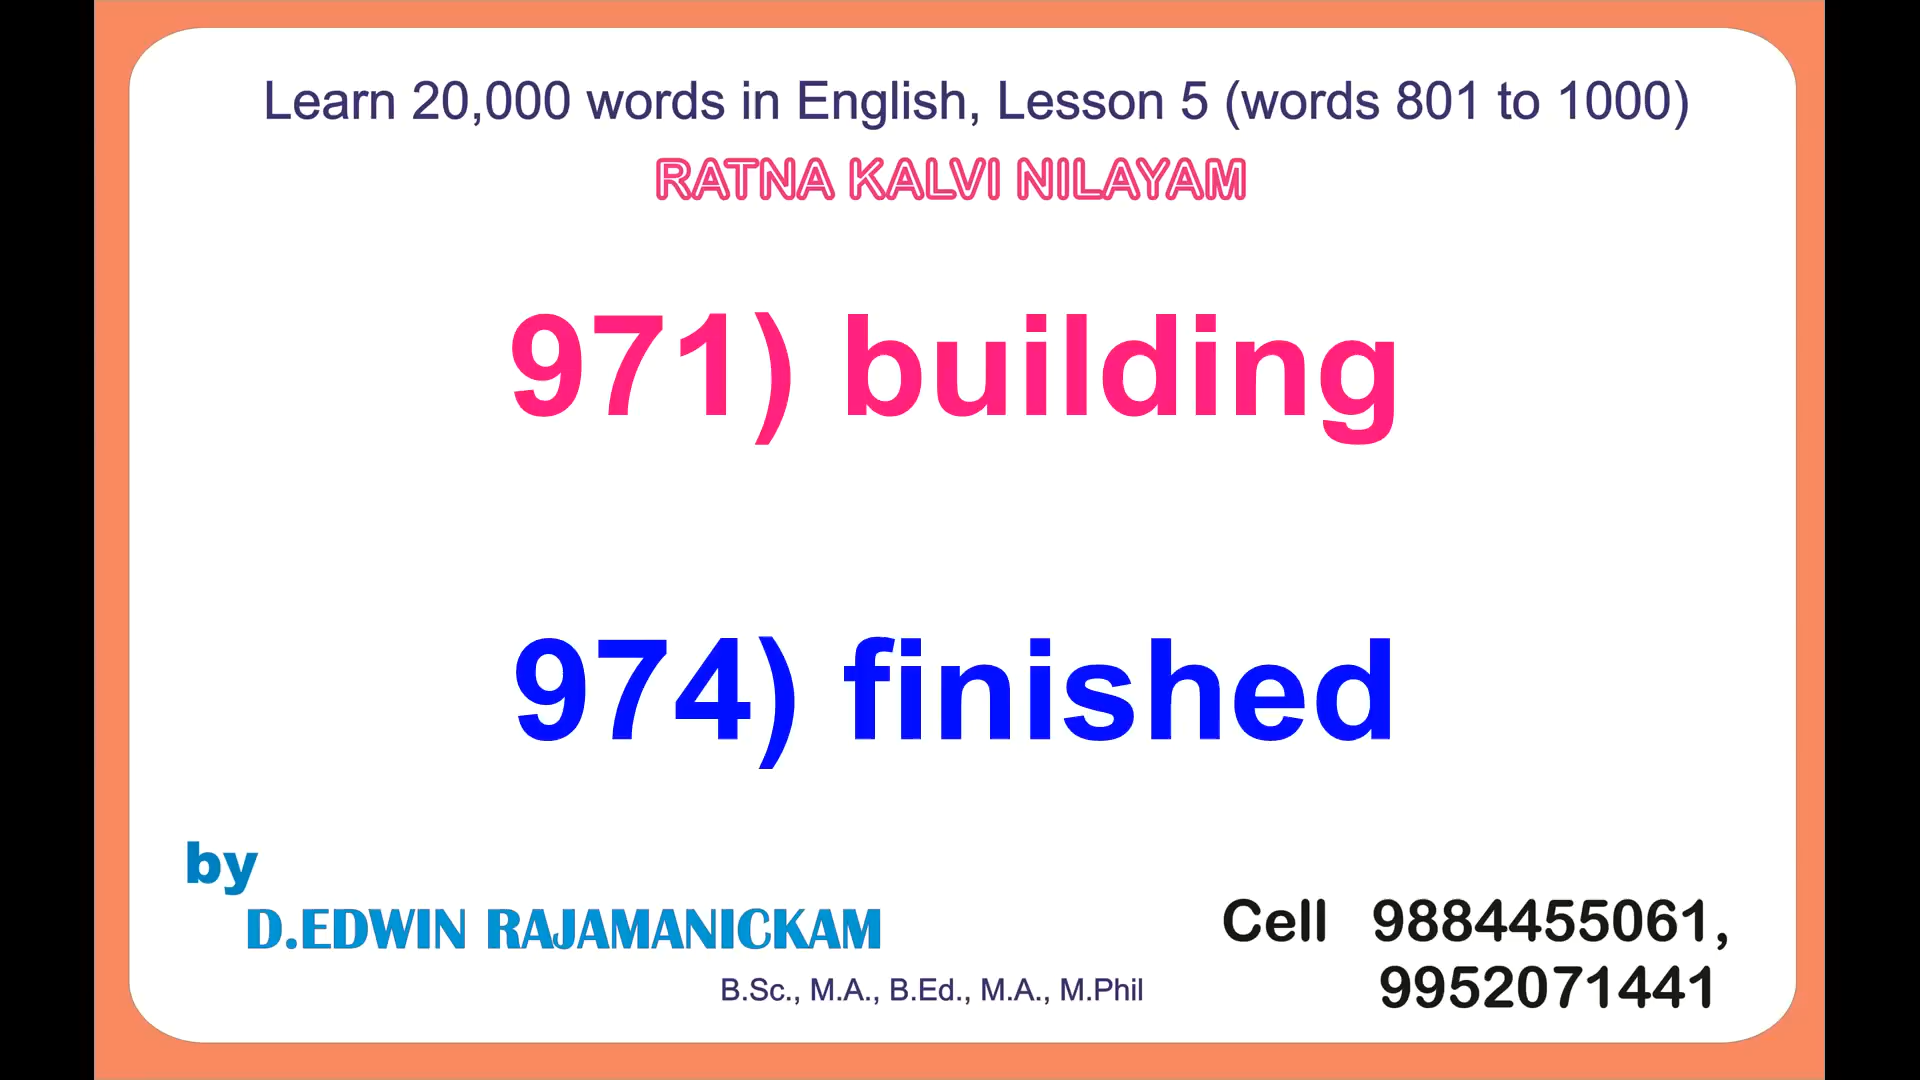 Learn 20,000 words in English, Lesson 5 (words 801 to 1000)
RATNA KALVI NILAYAM
971) building
974) finished
by
D.EDWIN RAJAMANICKAM
B.Sc., M.A., B.Ed., M.A., M.Phil
Cell 9884455061,
9952071441